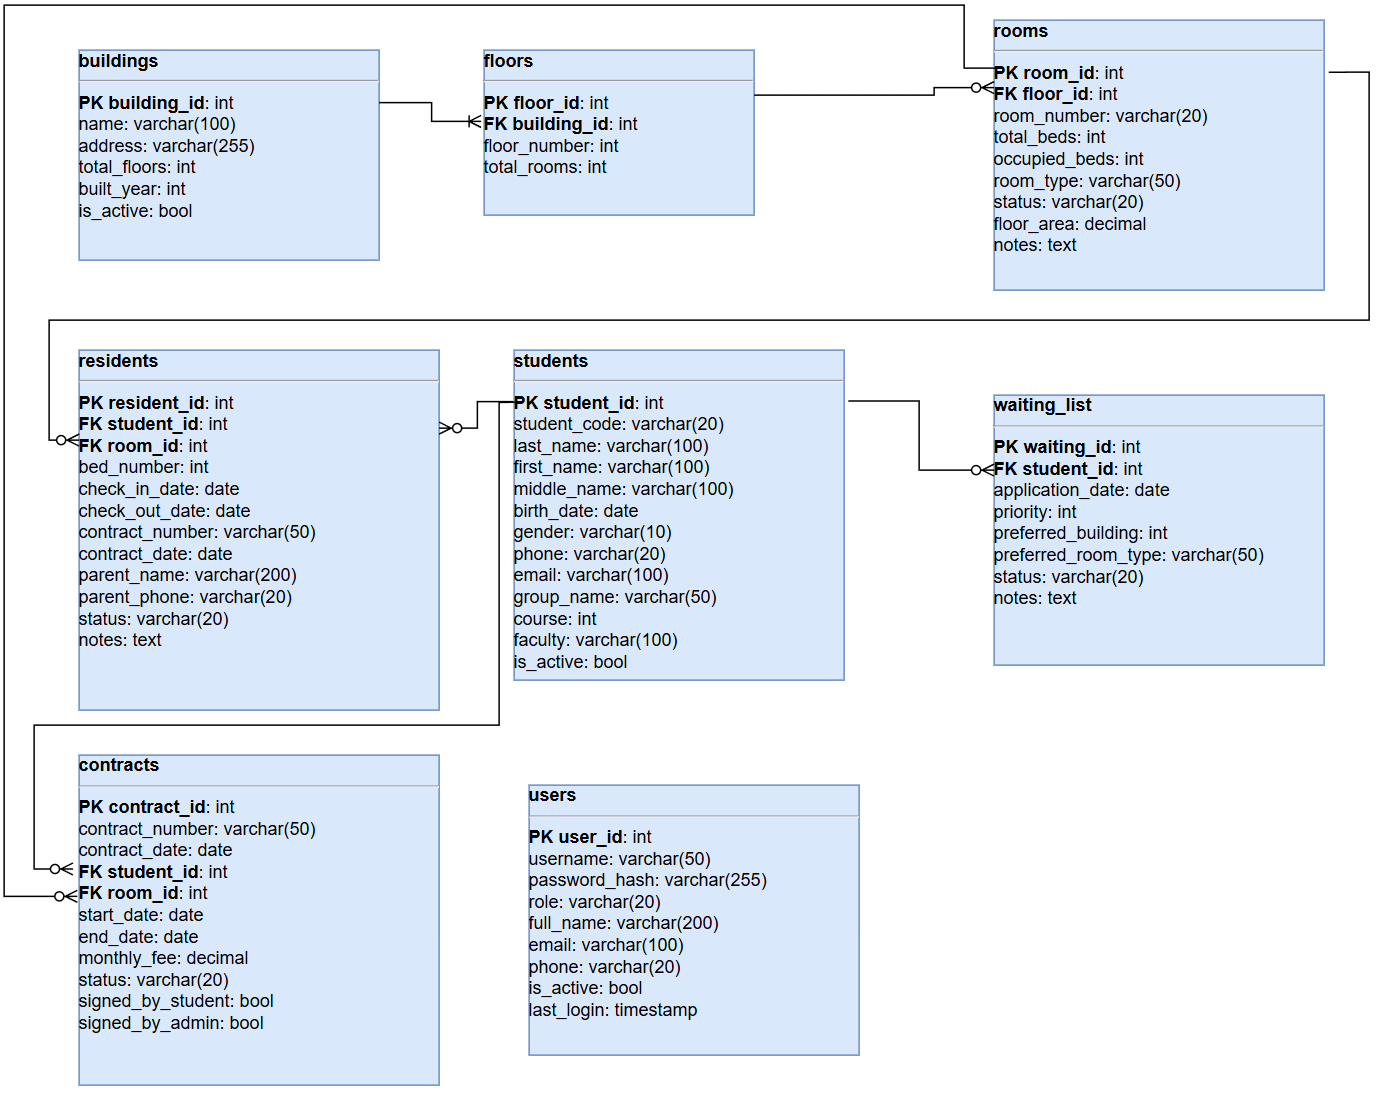 buildings
PK building_id: int
name: varchar(100)
address: varchar(255)
total_floors: int
built_year: int
is_active: bool
floors
PK floor_id: int
FK building_id: int
floor_number: int
total_rooms: int
rooms
PK room_id: int
FK floor_id: int
room_number: varchar(20)
total_beds: int
occupied_beds: int
room_type: varchar(50)
status: varchar(20)
floor_area: decimal
notes: text
residents
PK resident_id: int
FK student_id: int
FK room_id: int
bed_number: int
check_in_date: date
check_out_date: date
contract_number: varchar(50)
contract_date: date
parent_name: varchar(200)
parent_phone: varchar(20)
status: varchar(20)
notes: text
students
PK student_id: int
student_code: varchar(20)
last_name: varchar(100)
first_name: varchar(100)
middle_name: varchar(100)
birth_date: date
gender: varchar(10)
phone: varchar(20)
email: varchar(100)
group_name: varchar(50)
course: int
faculty: varchar(100)
is_active: bool
waiting_list
PK waiting_id: int
FK student_id: int
application_date: date
priority: int
preferred_building: int
preferred_room_type: varchar(50)
status: varchar(20)
notes: text
contracts
PK contract_id: int
contract_number: varchar(50)
contract_date: date
FK student_id: int
FK room_id: int
start_date: date
end_date: date
monthly_fee: decimal
status: varchar(20)
signed_by_student: bool
signed_by_admin: bool
users
PK user_id: int
username: varchar(50)
password_hash: varchar(255)
role: varchar(20)
full_name: varchar(200)
email: varchar(100)
phone: varchar(20)
is_active: bool
last_login: timestamp